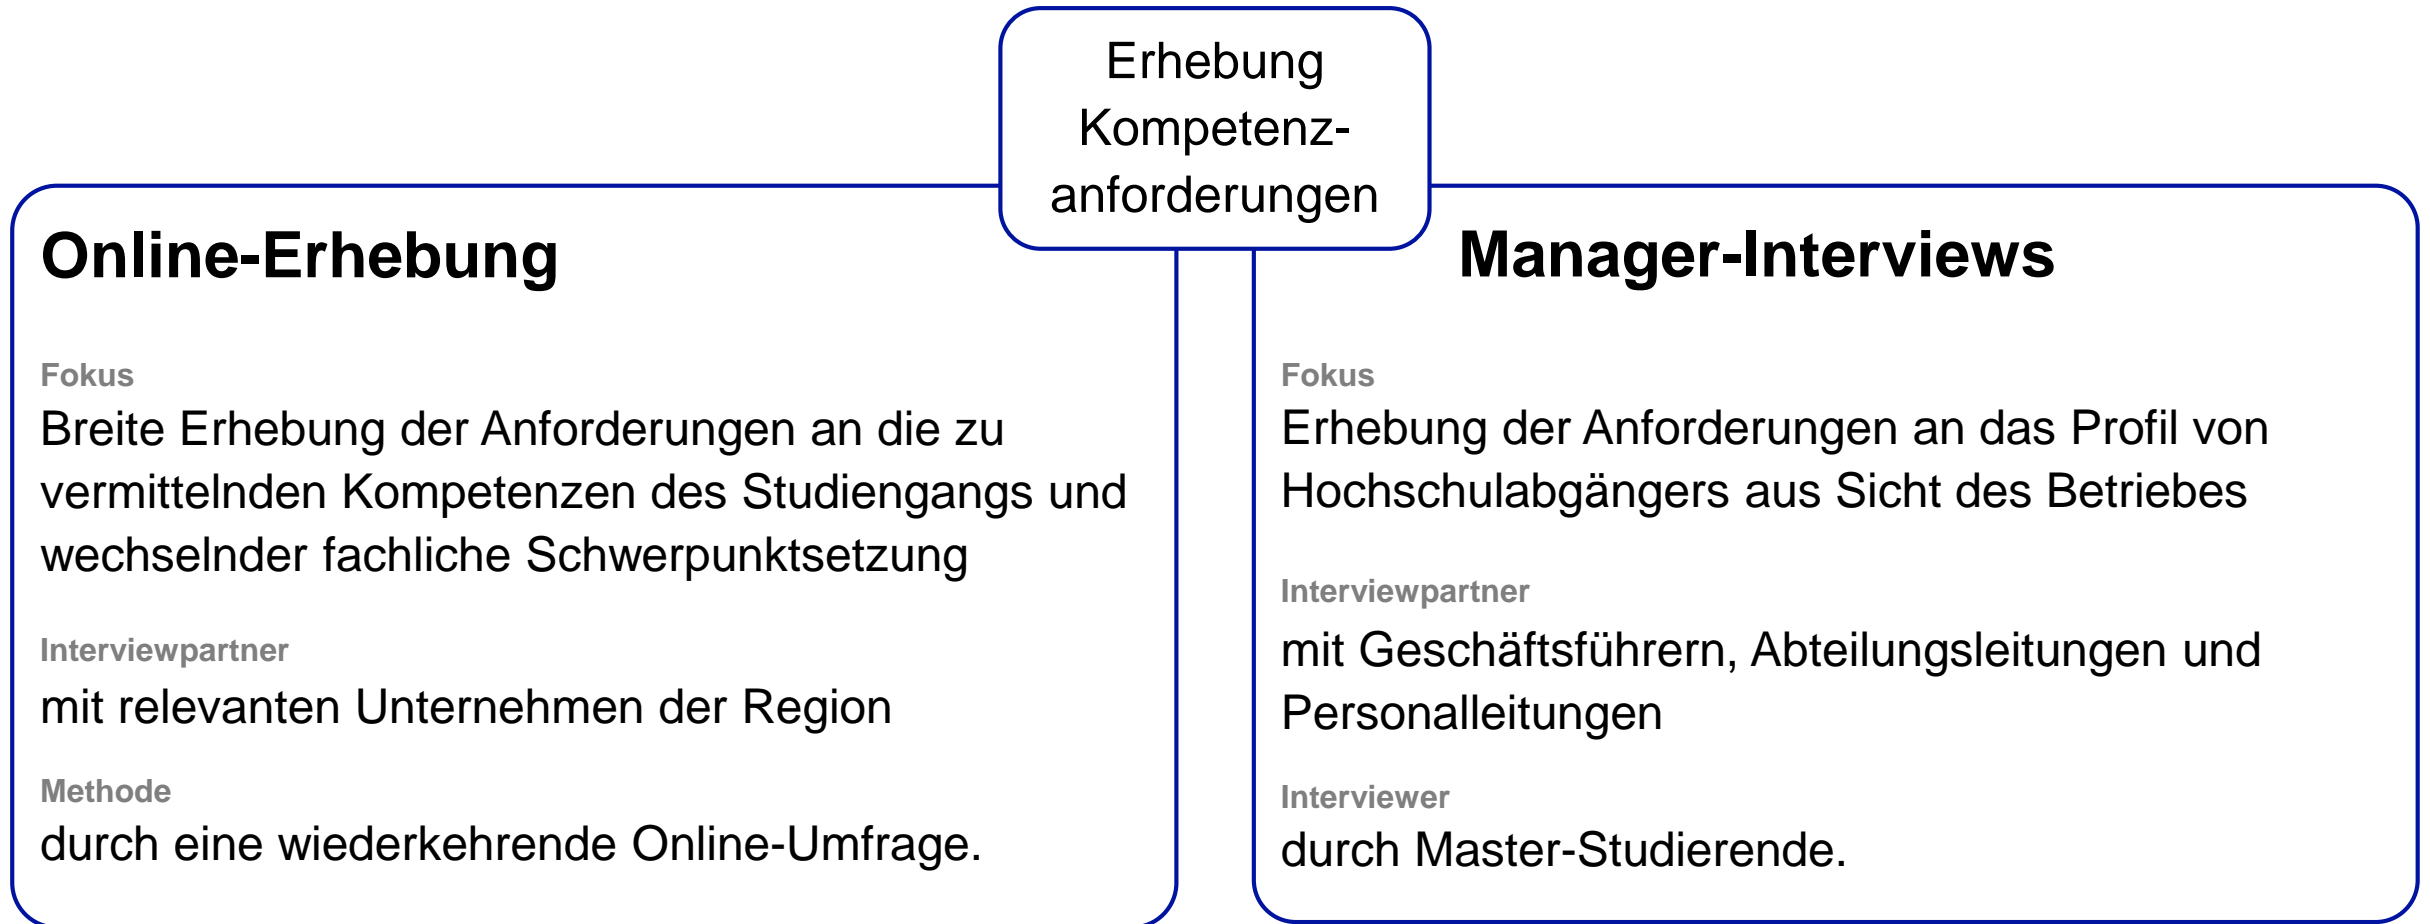 Erhebung
Kompetenz-
anforderungen
Online-Erhebung
Fokus
Breite Erhebung der Anforderungen an die zu
vermittelnden Kompetenzen des Studiengangs und
wechselnder fachliche Schwerpunktsetzung
Interviewpartner
mit relevanten Unternehmen der Region
Methode
durch eine wiederkehrende Online-Umfrage.
Manager-Interviews
Fokus
Erhebung der Anforderungen an das Profil von
Hochschulabgängers aus Sicht des Betriebes
Interviewpartner
mit Geschäftsführern, Abteilungsleitungen und
Personalleitungen
Interviewer
durch Master-Studierende.